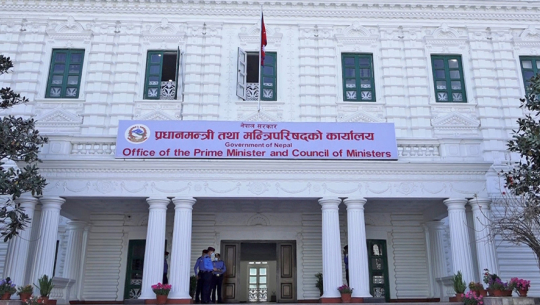 नेपाल सरकार
प्रधानमन्त्री तथा मन्त्रिपरिषद्को कार्यालय
Government of Nepal
Office of the Prime Minister and Council of Ministers